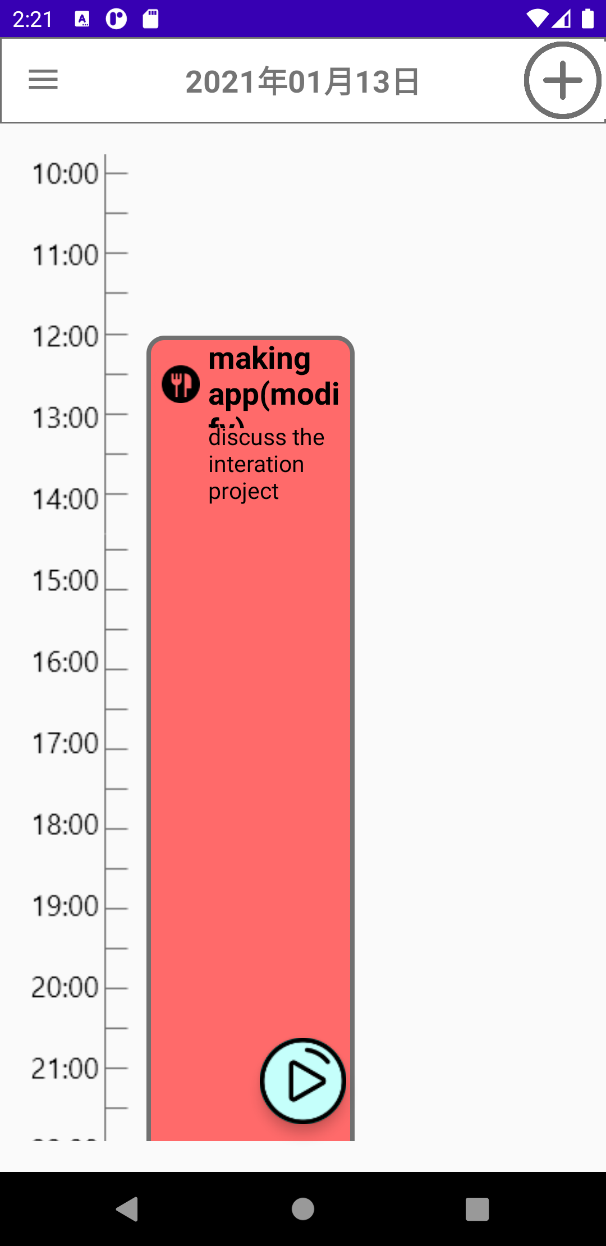 2:21
2021年01月13日
10:00
11:00
12:00
making
app(modi
fy)
13:00
discuss the
interation
project
14:00
15:00
16:00
17:00
18:00
19:00
20:00
21:00